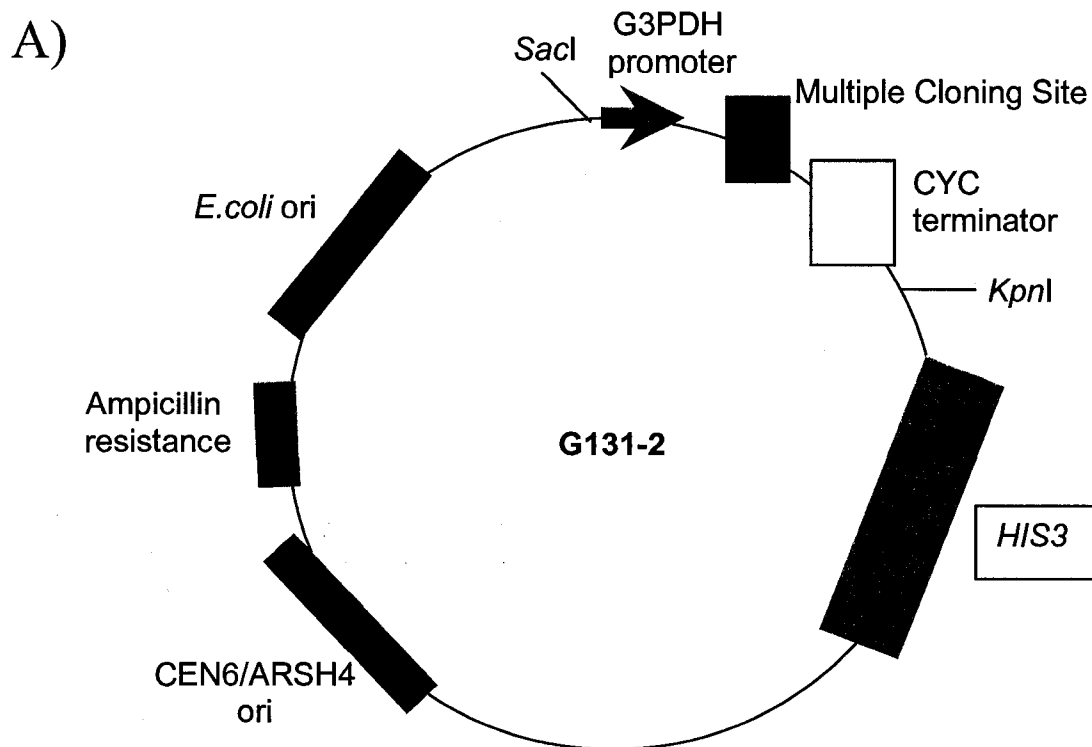 A)
G3PDH
promoter
SacI
Multiple Cloning Site
CYC
terminator
E.coli ori
KpnI
Ampicillin
resistance
G131-2
HIS3
CEN6/ARSH4
ori